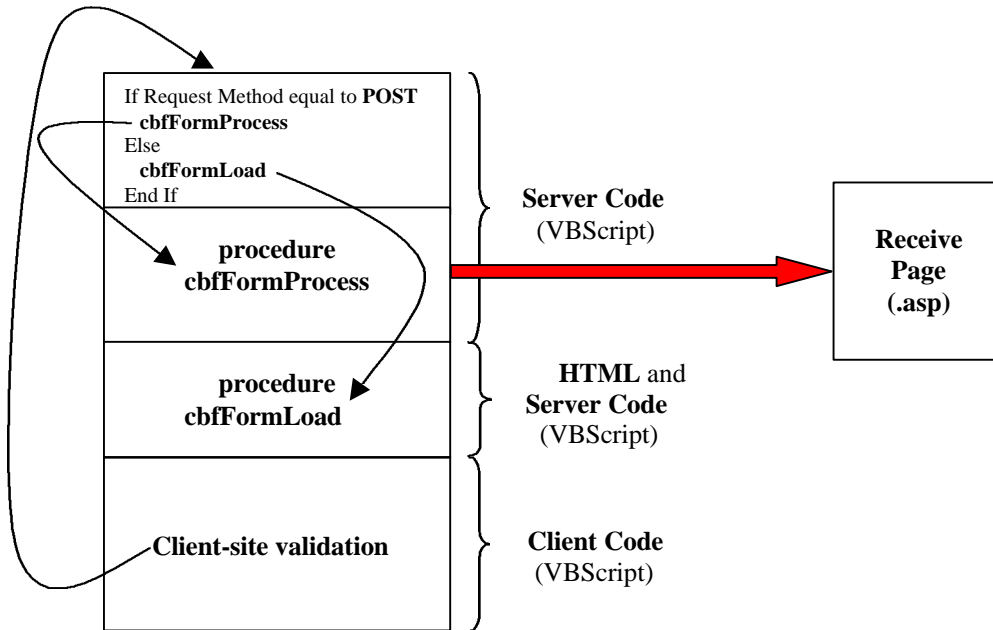 If Request Method equal to POST
cbfFormProcess
Else
cbfFormLoad
End If
procedure
cbfFormProcess
procedure
cbfFormLoad
Client-site validation
Server Code
(VBScript)
HTML and
Server Code
(VBScript)
Client Code
(VBScript)
Receive
Page
(.asp)